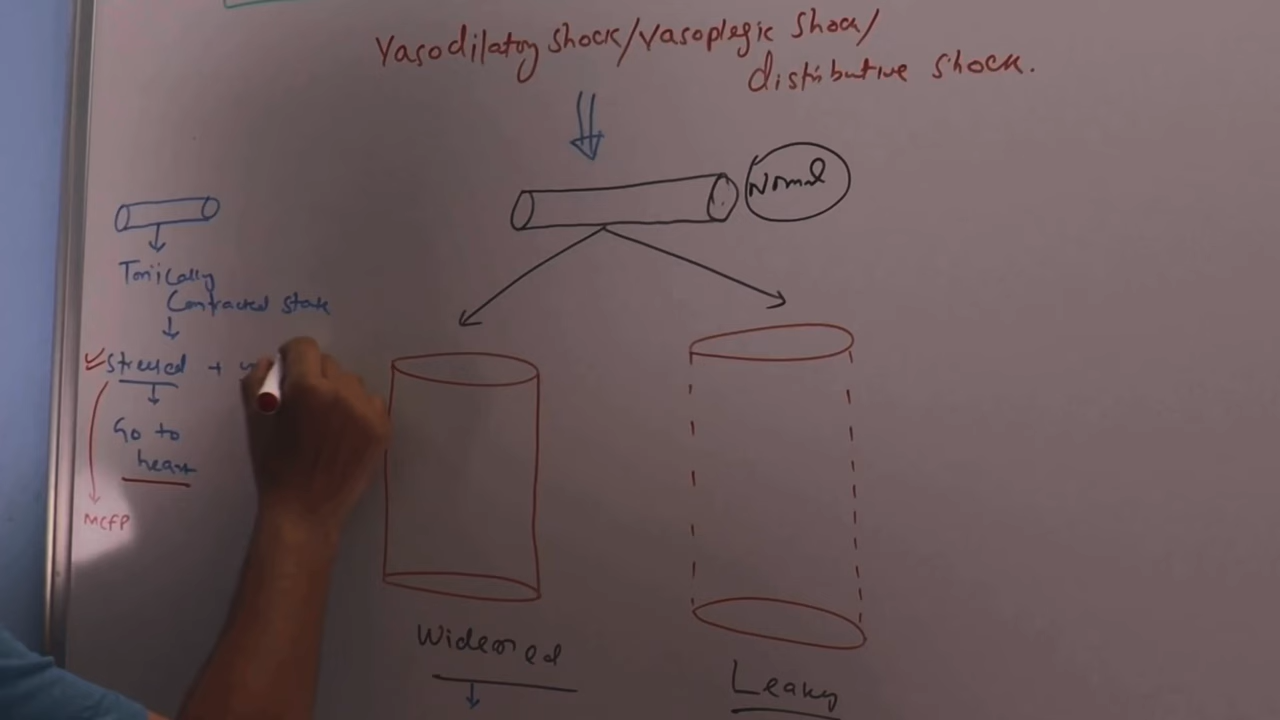 Vasodilatory shock/vasoplegic shock/
distributive shock.
Normal
Tonically
Contracted state
Stressed +
Go to
heart
MCFP
Widened
Leaky